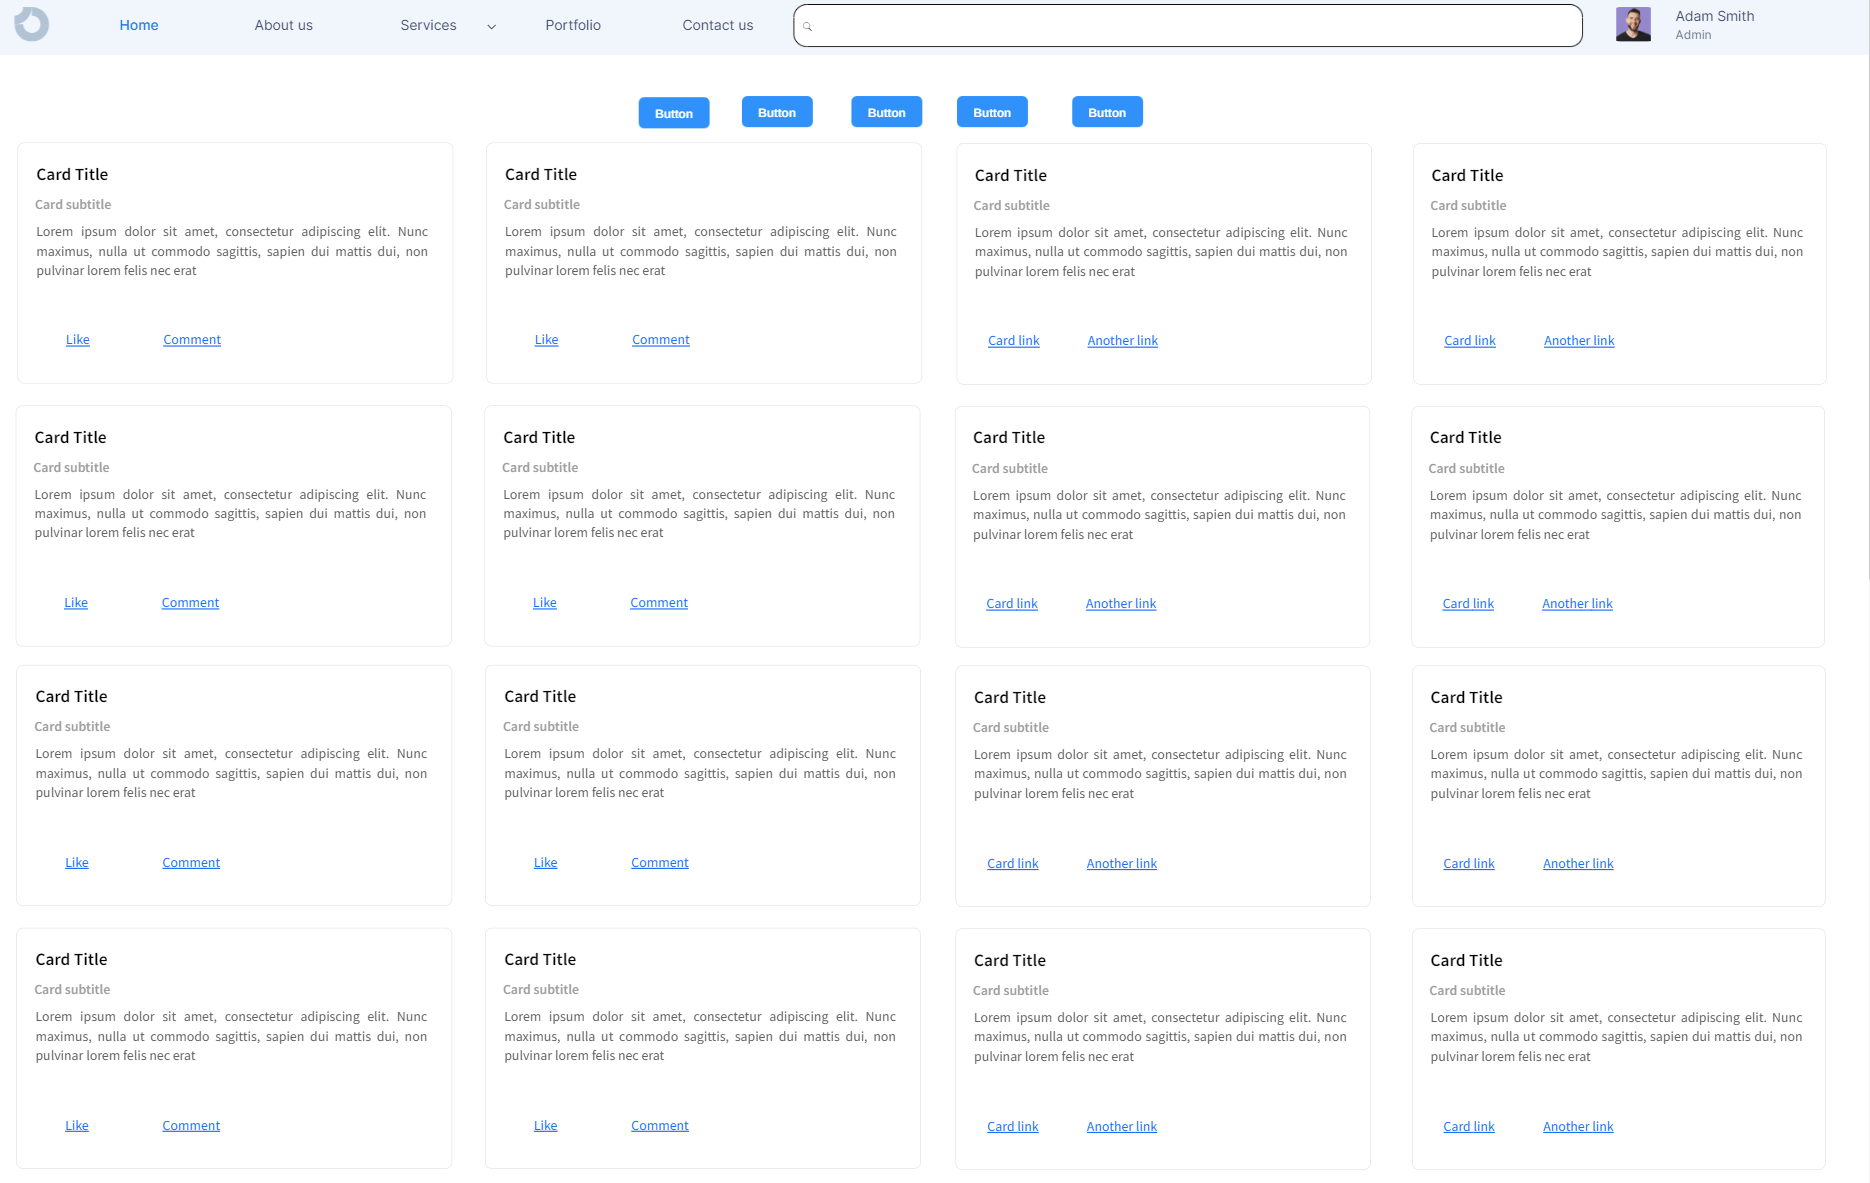 Home
About us
Services
Portfolio
Contact us
Adam Smith
Admin
Button
Button
Button
Button
Button
Card Title
Card subtitle
Lorem ipsum dolor sit amet, consectetur adipiscing elit. Nunc
maximus, nulla ut commodo sagittis, sapien dui mattis dui, non
pulvinar lorem felis nec erat
Like
Comment
Card Title
Card subtitle
Lorem ipsum dolor sit amet, consectetur adipiscing elit. Nunc
maximus, nulla ut commodo sagittis, sapien dui mattis dui, non
pulvinar lorem felis nec erat
Like
Comment
Card Title
Card subtitle
Lorem ipsum dolor sit amet, consectetur adipiscing elit. Nunc
maximus, nulla ut commodo sagittis, sapien dui mattis dui, non
pulvinar lorem felis nec erat
Card link
Another link
Card Title
Card subtitle
Lorem ipsum dolor sit amet, consectetur adipiscing elit. Nunc
maximus, nulla ut commodo sagittis, sapien dui mattis dui, non
pulvinar lorem felis nec erat
Card link
Another link
Card Title
Card subtitle
Lorem ipsum dolor sit amet, consectetur adipiscing elit. Nunc
maximus, nulla ut commodo sagittis, sapien dui mattis dui, non
pulvinar lorem felis nec erat
Like
Comment
Card Title
Card subtitle
Lorem ipsum dolor sit amet, consectetur adipiscing elit. Nunc
maximus, nulla ut commodo sagittis, sapien dui mattis dui, non
pulvinar lorem felis nec erat
Like
Comment
Card Title
Card subtitle
Lorem ipsum dolor sit amet, consectetur adipiscing elit. Nunc
maximus, nulla ut commodo sagittis, sapien dui mattis dui, non
pulvinar lorem felis nec erat
Card link
Another link
Card Title
Card subtitle
Lorem ipsum dolor sit amet, consectetur adipiscing elit. Nunc
maximus, nulla ut commodo sagittis, sapien dui mattis dui, non
pulvinar lorem felis nec erat
Card link
Another link
Card Title
Card subtitle
Lorem ipsum dolor sit amet, consectetur adipiscing elit. Nunc
maximus, nulla ut commodo sagittis, sapien dui mattis dui, non
pulvinar lorem felis nec erat
Like
Comment
Card Title
Card subtitle
Lorem ipsum dolor sit amet, consectetur adipiscing elit. Nunc
maximus, nulla ut commodo sagittis, sapien dui mattis dui, non
pulvinar lorem felis nec erat
Like
Comment
Card Title
Card subtitle
Lorem ipsum dolor sit amet, consectetur adipiscing elit. Nunc
maximus, nulla ut commodo sagittis, sapien dui mattis dui, non
pulvinar lorem felis nec erat
Card link
Another link
Card Title
Card subtitle
Lorem ipsum dolor sit amet, consectetur adipiscing elit. Nunc
maximus, nulla ut commodo sagittis, sapien dui mattis dui, non
pulvinar lorem felis nec erat
Card link
Another link
Card Title
Card subtitle
Lorem ipsum dolor sit amet, consectetur adipiscing elit. Nunc
maximus, nulla ut commodo sagittis, sapien dui mattis dui, non
pulvinar lorem felis nec erat
Like
Comment
Card Title
Card subtitle
Lorem ipsum dolor sit amet, consectetur adipiscing elit. Nunc
maximus, nulla ut commodo sagittis, sapien dui mattis dui, non
pulvinar lorem felis nec erat
Like
Comment
Card Title
Card subtitle
Lorem ipsum dolor sit amet, consectetur adipiscing elit. Nunc
maximus, nulla ut commodo sagittis, sapien dui mattis dui, non
pulvinar lorem felis nec erat
Card link
Another link
Card Title
Card subtitle
Lorem ipsum dolor sit amet, consectetur adipiscing elit. Nunc
maximus, nulla ut commodo sagittis, sapien dui mattis dui, non
pulvinar lorem felis nec erat
Card link
Another link